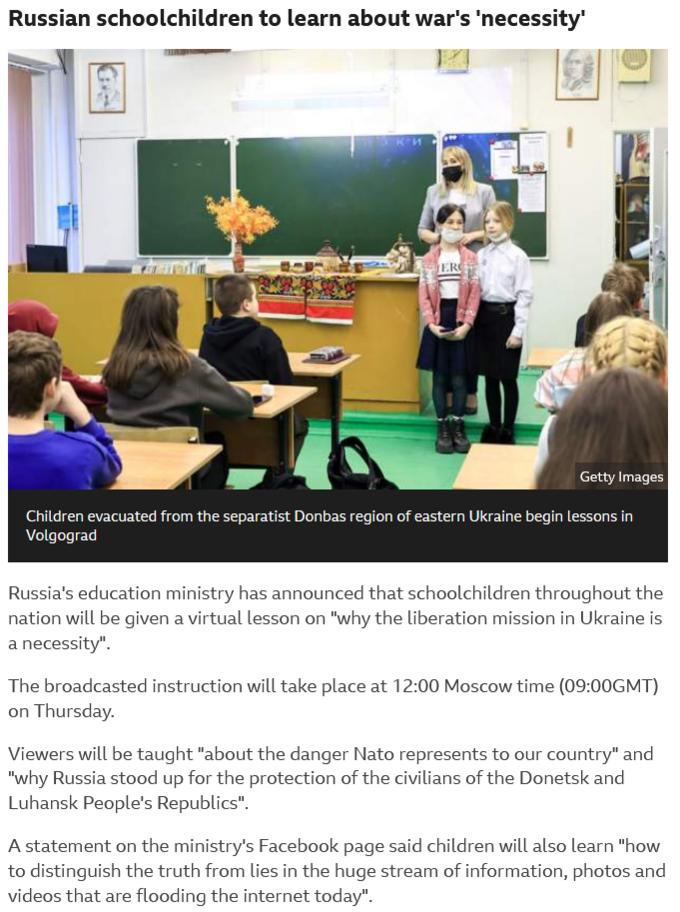 Russian schoolchildren to learn about war's 'necessity'
Getty Images
Children evacuated from the separatist Donbas region of eastern Ukraine begin lessons in
Volgograd
Russia's education ministry has announced that schoolchildren throughout the
nation will be given a virtual lesson on "why the liberation mission in Ukraine is
a necessity".
The broadcasted instruction will take place at 12:00 Moscow time (09:00GMT)
on Thursday.
Viewers will be taught "about the danger Nato represents to our country" and
"why Russia stood up for the protection of the civilians of the Donetsk and
Luhansk People's Republics".
A statement on the ministry's Facebook page said children will also learn "how
to distinguish the truth from lies in the huge stream of information, photos and
videos that are flooding the internet today".